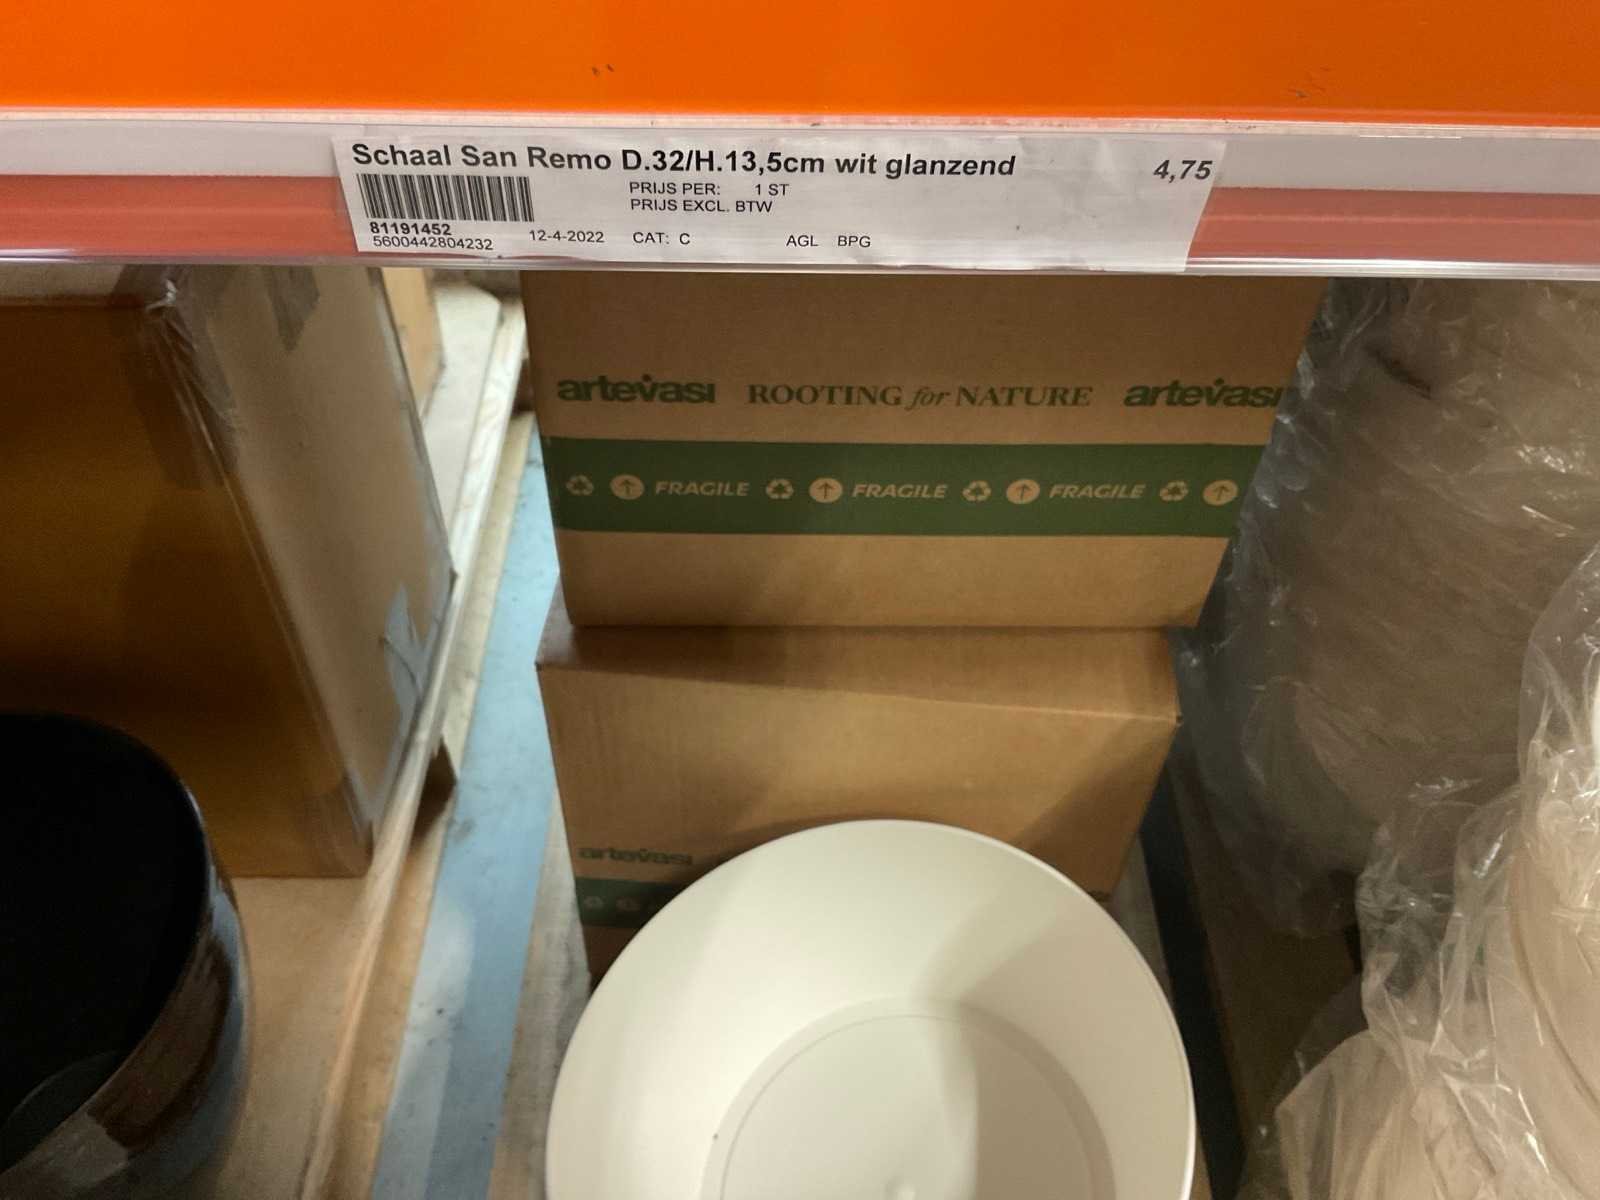 Schaal San Remo D.32/H.13,5cm wit glanzend 4,75
PRIJS PER: 1 ST
PRIJS EXCL. BTW
81191452
5600442804232 12-4-2022 CAT: C AGL BPG
artevasi ROOTING for NATURE artevasi
FRAGILE FRAGILE FRAGILE
artevasi